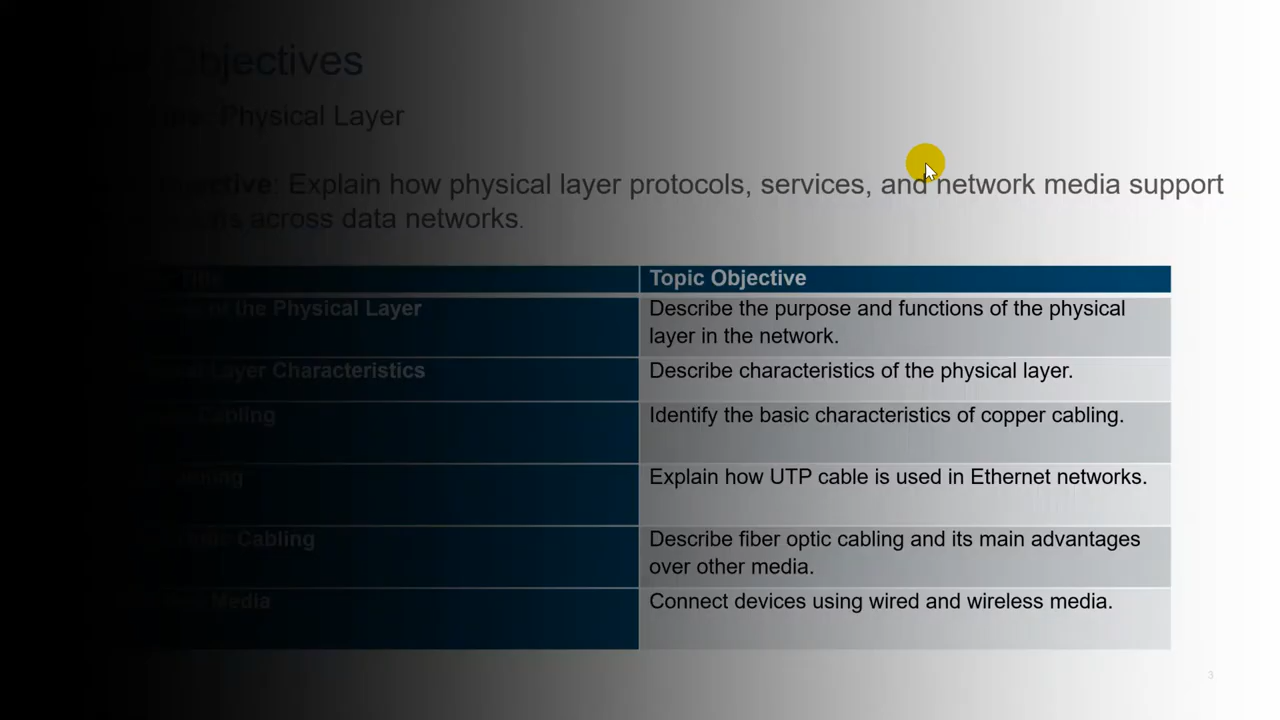 Objectives
Physical Layer
Objective: Explain how physical layer protocols, services, and network media support
across data networks.
Title
Topic Objective
of the Physical Layer
Describe the purpose and functions of the physical
layer in the network.
Layer Characteristics
Describe characteristics of the physical layer.
Cabling
Identify the basic characteristics of copper cabling.
Explain how UTP cable is used in Ethernet networks.
Cabling
Describe fiber optic cabling and its main advantages
over other media.
Media
Connect devices using wired and wireless media.
3